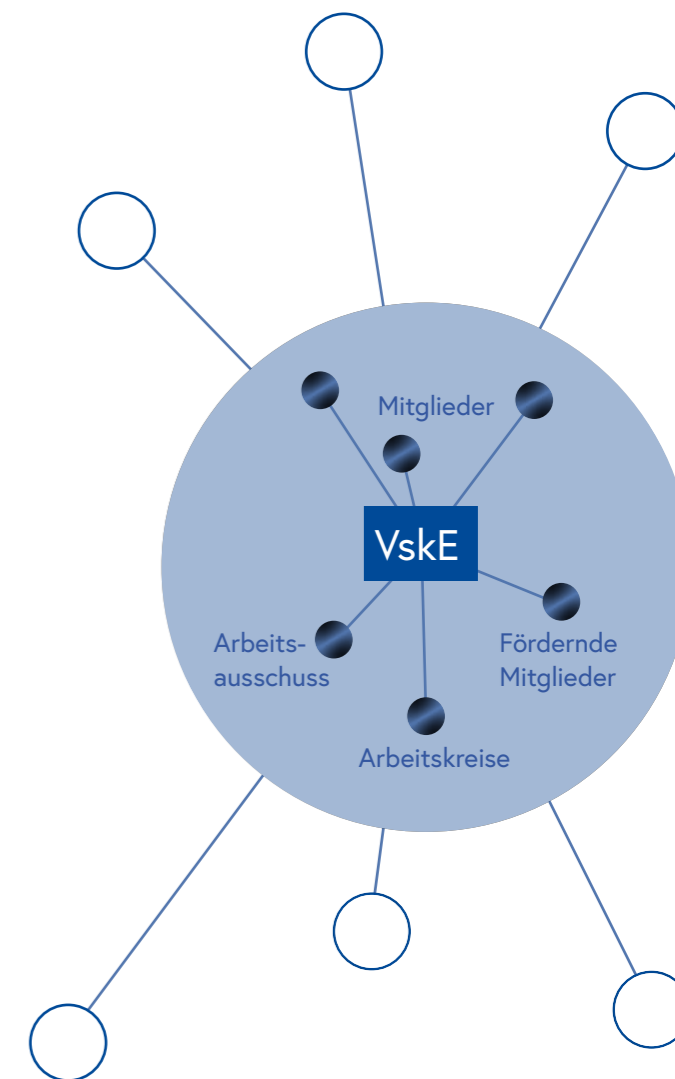 Mitglieder
VskE
Arbeits-
ausschuss
Fördernde
Mitglieder
Arbeitskreise